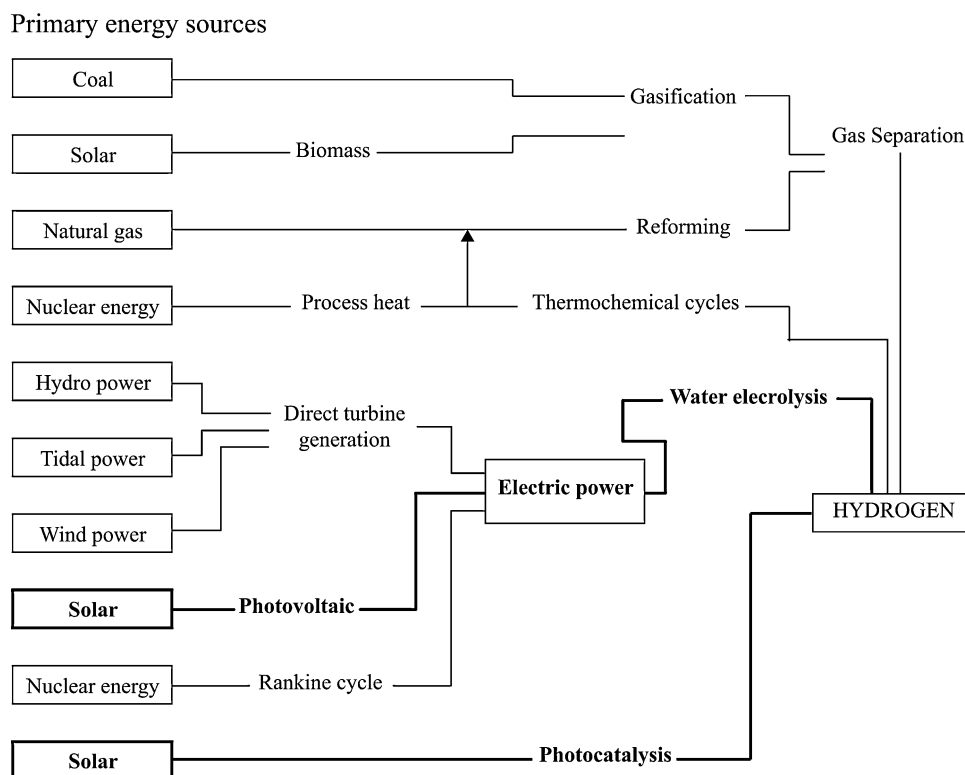 Primary energy sources
Coal
Gasification
Gas Separation
Solar
Biomass
Natural gas
Reforming
Nuclear energy
Process heat
Thermochemical cycles
Hydro power
Direct turbine
generation
Water elecrolysis
Tidal power
Electric power
HYDROGEN
Wind power
Solar
Photovoltaic
Nuclear energy
Rankine cycle
Solar
Photocatalysis